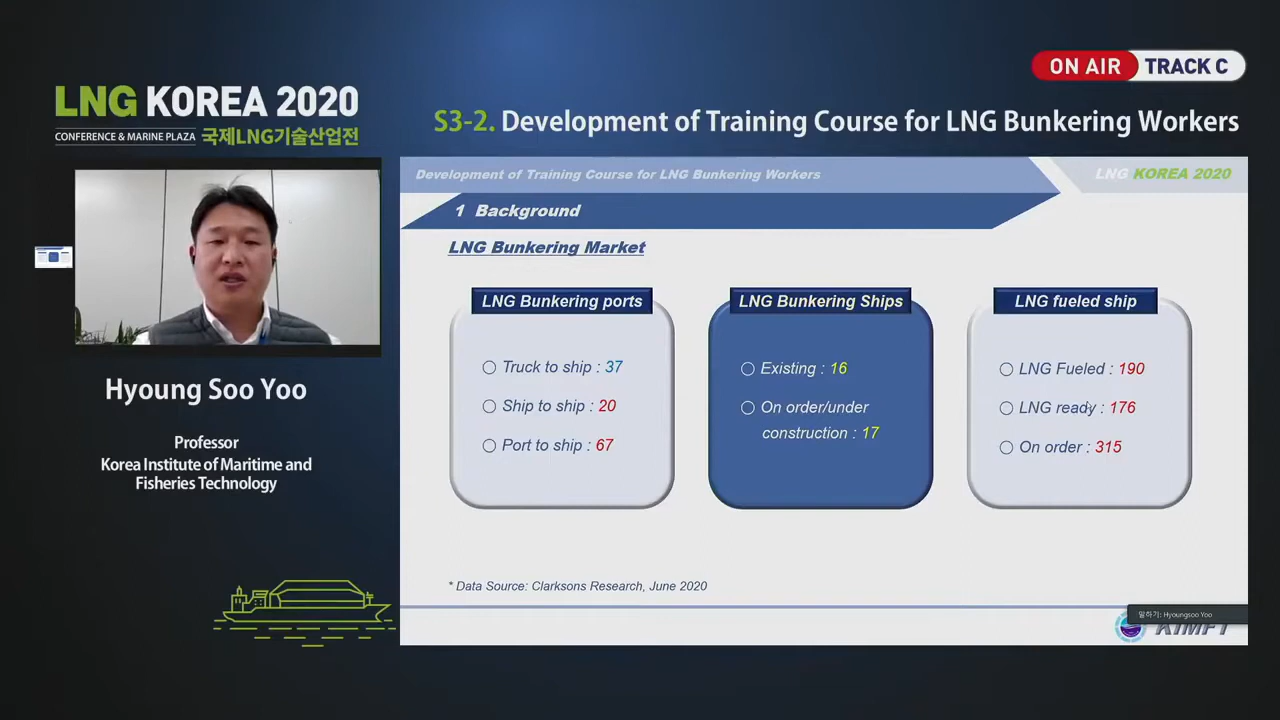 ON AIR TRACK C
LNG KOREA 2020
CONFERENCE & MARINE PLAZA 국제LNG기술산업전
S3-2. Development of Training Course for LNG Bunkering Workers
Development of Training Course for LNG Bunkering Workers
LNG KOREA 2020
1 Background
LNG Bunkering Market
LNG Bunkering ports
Truck to ship : 37
Ship to ship : 20
Port to ship : 67
LNG Bunkering Ships
Existing : 16
On order/under
construction : 17
LNG fueled ship
LNG Fueled : 190
LNG ready : 176
On order : 315
* Data Source: Clarksons Research, June 2020
말하기: Hyoungsoo Yoo
KIMFT
Hyoung Soo Yoo
Professor
Korea Institute of Maritime and
Fisheries Technology